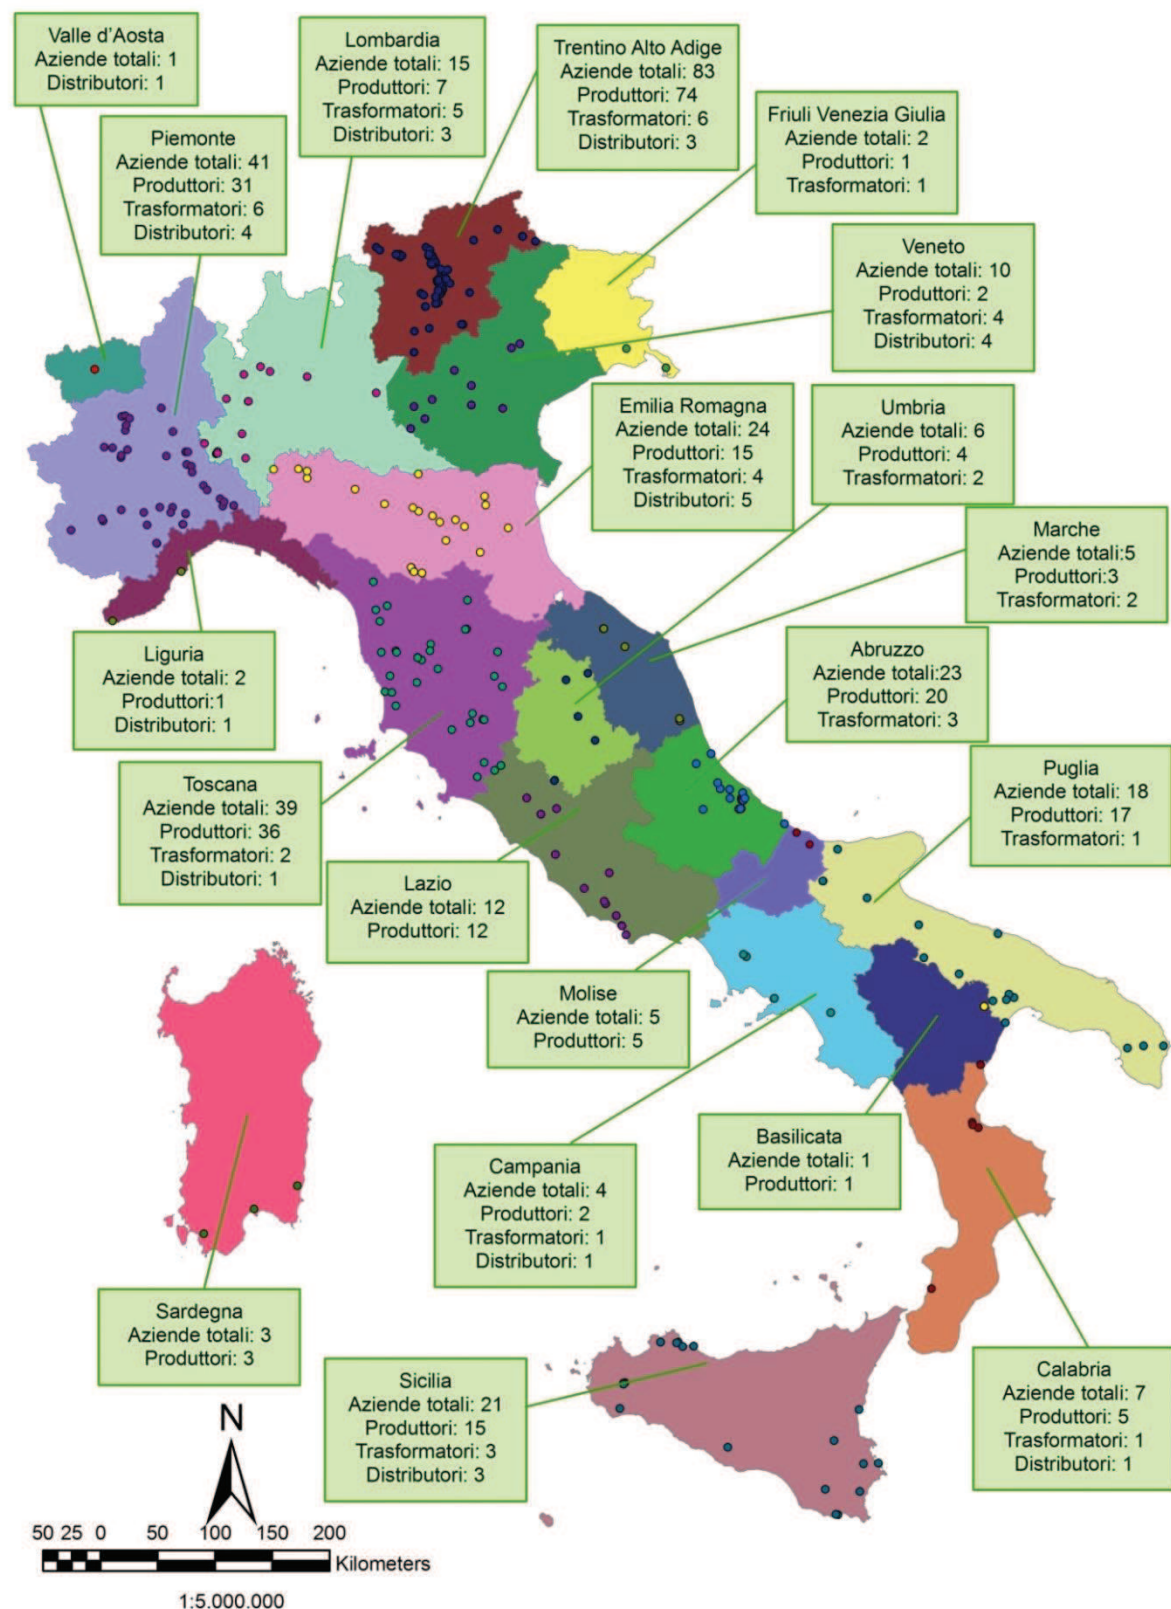 Valle d’Aosta
Aziende totali: 1
Distributori: 1
Lombardia
Aziende totali: 15
Produttori: 7
Trasformatori: 5
Distributori: 3
Trentino Alto Adige
Aziende totali: 83
Produttori: 74
Trasformatori: 6
Distributori: 3
Friuli Venezia Giulia
Aziende totali: 2
Produttori: 1
Trasformatori: 1
Piemonte
Aziende totali: 41
Produttori: 31
Trasformatori: 6
Distributori: 4
Veneto
Aziende totali: 10
Produttori: 2
Trasformatori: 4
Distributori: 4
Emilia Romagna
Aziende totali: 24
Produttori: 15
Trasformatori: 4
Distributori: 5
Umbria
Aziende totali: 6
Produttori: 4
Trasformatori: 2
Marche
Aziende totali:5
Produttori:3
Trasformatori: 2
Liguria
Aziende totali: 2
Produttori:1
Distributori: 1
Abruzzo
Aziende totali:23
Produttori: 20
Trasformatori: 3
Toscana
Aziende totali: 39
Produttori: 36
Trasformatori: 2
Distributori: 1
Puglia
Aziende totali: 18
Produttori: 17
Trasformatori: 1
Lazio
Aziende totali: 12
Produttori: 12
Molise
Aziende totali: 5
Produttori: 5
Basilicata
Aziende totali: 1
Produttori: 1
Campania
Aziende totali: 4
Produttori: 2
Trasformatori: 1
Distributori: 1
Sardegna
Aziende totali: 3
Produttori: 3
Sicilia
Aziende totali: 21
Produttori: 15
Trasformatori: 3
Distributori: 3
Calabria
Aziende totali: 7
Produttori: 5
Trasformatori: 1
Distributori: 1
N
50 25 0 50 100 150 200
Kilometers
1:5.000.000